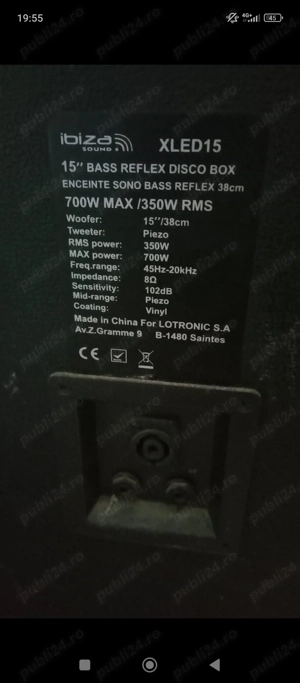 19:55
4G+
45
ibiza
SOUND
XLED15
15" BASS REFLEX DISCO BOX
ENCEINTE SONO BASS REFLEX 38cm
700W MAX /350W RMS
Woofer: 15''/38cm
Tweeter: Piezo
RMS power: 350W
MAX power: 700W
Freq.range: 45Hz-20kHz
Impedance: 8Ω
Sensitivity: 102dB
Mid-range: Piezo
Coating: Vinyl
Made in China For LOTRONIC S.A
Av.Z.Gramme 9 B-1480 Saintes
CE
publi24.ro